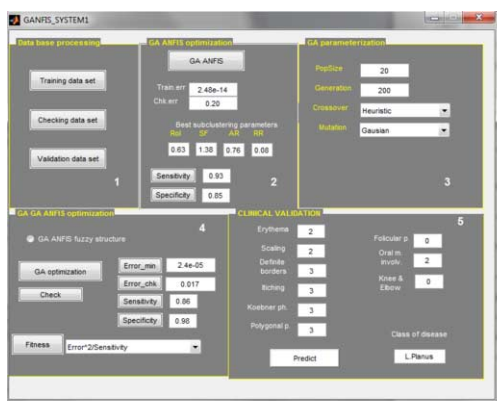 GANFIS_SYSTEM1
Data base processing
Training data set
Checking data set
Validation data set
1
GA ANFIS optimization
GA ANFIS
Train.err 2.48e-14
Chk.err 0.20
Best subclustering parameters
RoI SF AR RR
0.63 1.38 0.76 0.08
Sensitivity 0.93
Specificity 0.85
2
GA parameterization
PopSize 20
Generation 200
Crossover Heuristic
Mutation Gausian
3
GA GA ANFIS optimization
4
GA ANFIS fuzzy structure
GA optimization
Check
Error_min 2.4e-05
Error_chk 0.017
Sensitivity 0.86
Specificity 0.98
Fitness Error^2/Sensitivity
CLINICAL VALIDATION
5
Erythema 2
Scaling 2
Definite
borders 3
Itching 3
Koebner ph. 3
Polygonal p. 3
Folicular p. 0
Oral m.
involv. 2
Knee &
Elbow 0
Class of disease
Predict
L.Planus